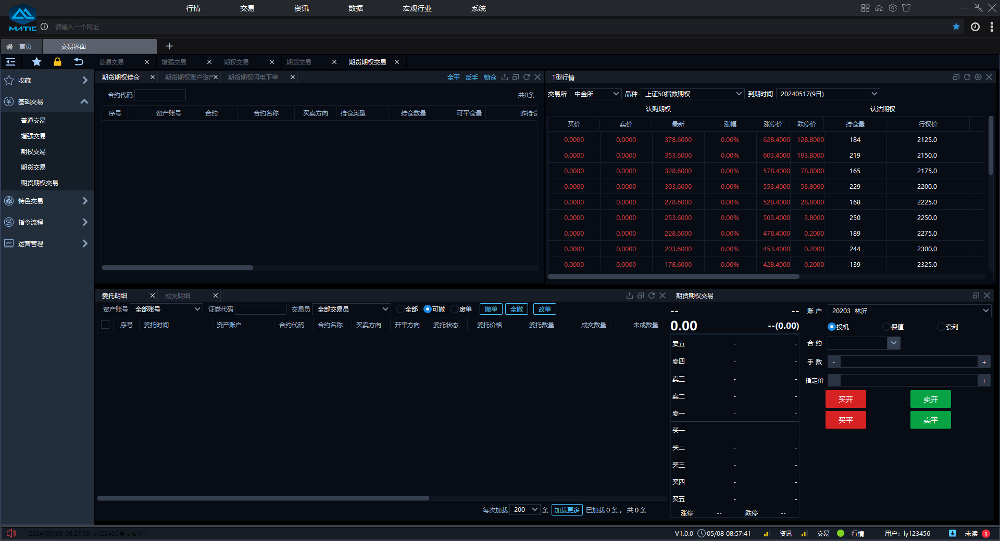 行情 交易 资讯 数据 宏观行业 系统
MATIC 请输入一个网址
首页 交易界面 +
普通交易 增强交易 期权交易 期货交易 期货期权交易
收藏
基础交易
普通交易
增强交易
期权交易
期货交易
期货期权交易
特色交易
指令流程
运营管理
期货期权持仓 期货期权账户资产 期货期权闪电下单 全平 反手 锁仓
合约代码 共0条
序号 资产账号 合约 合约名称 买卖方向 持仓类型 持仓数量 可平仓量 昨持仓
T型行情
交易所 中金所 品种 上证50指数期权 到期时间 20240517(9日)
认购期权 认沽期权
买价 卖价 最新 涨幅 涨停价 跌停价 持仓量 行权价
0.0000 0.0000 378.6000 0.00% 628.4000 128.8000 184 2125.0
0.0000 0.0000 353.6000 0.00% 603.4000 103.8000 219 2150.0
0.0000 0.0000 328.6000 0.00% 578.4000 78.8000 165 2175.0
0.0000 0.0000 303.6000 0.00% 553.4000 53.8000 229 2200.0
0.0000 0.0000 278.6000 0.00% 528.4000 28.8000 168 2225.0
0.0000 0.0000 253.6000 0.00% 503.4000 3.8000 250 2250.0
0.0000 0.0000 228.6000 0.00% 478.4000 0.2000 189 2275.0
0.0000 0.0000 203.6000 0.00% 453.4000 0.2000 244 2300.0
0.0000 0.0000 178.6000 0.00% 428.4000 0.2000 139 2325.0
委托明细 成交明细
资产账号 全部账号 证券代码 交易员 全部交易员 全部 可撤 废单 撤单 全撤 改单
序号 委托时间 资产账户 合约代码 合约名称 买卖方向 开平方向 委托状态 委托价格 委托数量 成交数量 未成数量
每次加载 200 条 加载更多 已加载 0 条， 共 0 条
期货期权交易
-- --
0.00 --(0.00)
卖五 - -
卖四 - -
卖三 - -
卖二 - -
卖一 - -
买一 - -
买二 - -
买三 - -
买四 - -
买五 - -
涨停 -- 跌停 --
账 户 20203 林沂
投机 保值 套利
合 约
手 数 - +
指定价 - +
买开 卖开
买平 卖平
2024/05/08 08:27:59 ly123456登录成功！
V1.0.0 05/08 08:57:41 资讯 交易 行情 用户：ly123456 未读 1